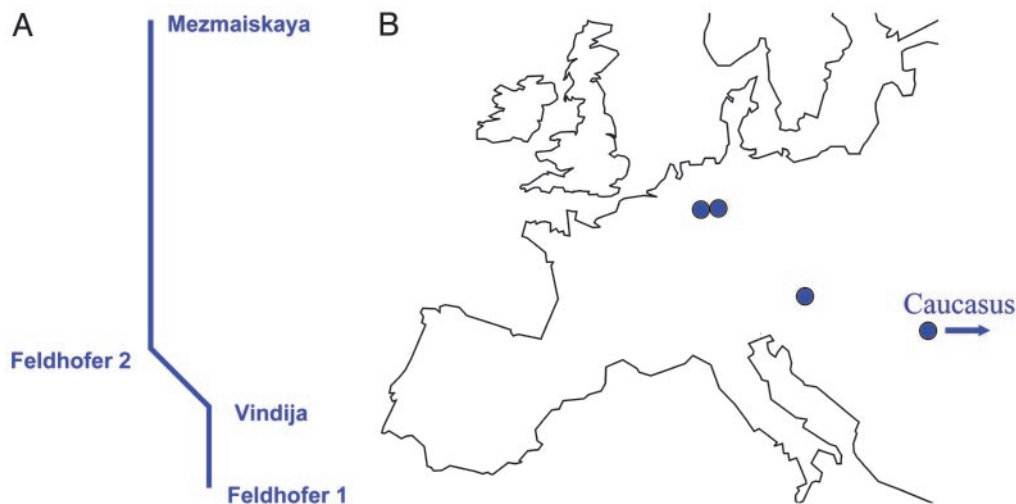 A
Mezmaiskaya
Feldhofer 2
Vindija
Feldhofer 1
B
Caucasus